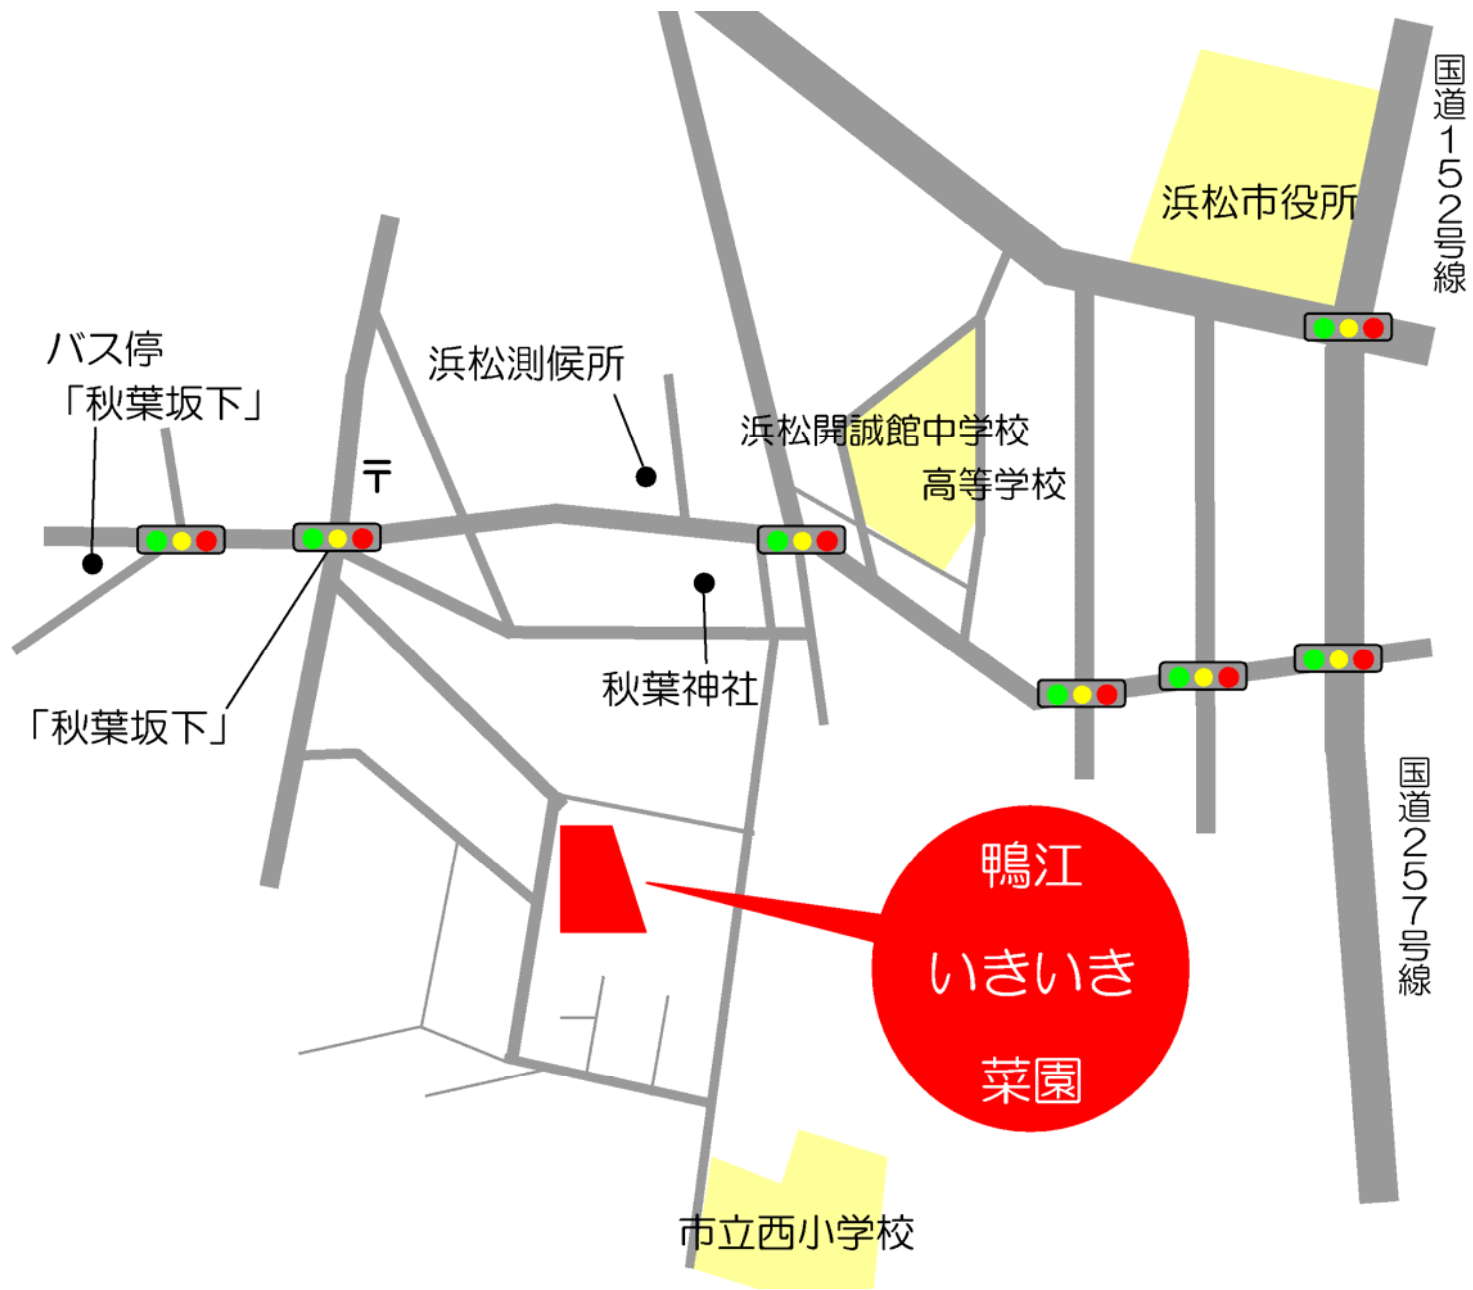 国道152号線
浜松市役所
バス停
「秋葉坂下」
浜松測候所
浜松開誠館中学校
高等学校
〒
秋葉神社
「秋葉坂下」
国道257号線
鴨江
いきいき
菜園
市立西小学校